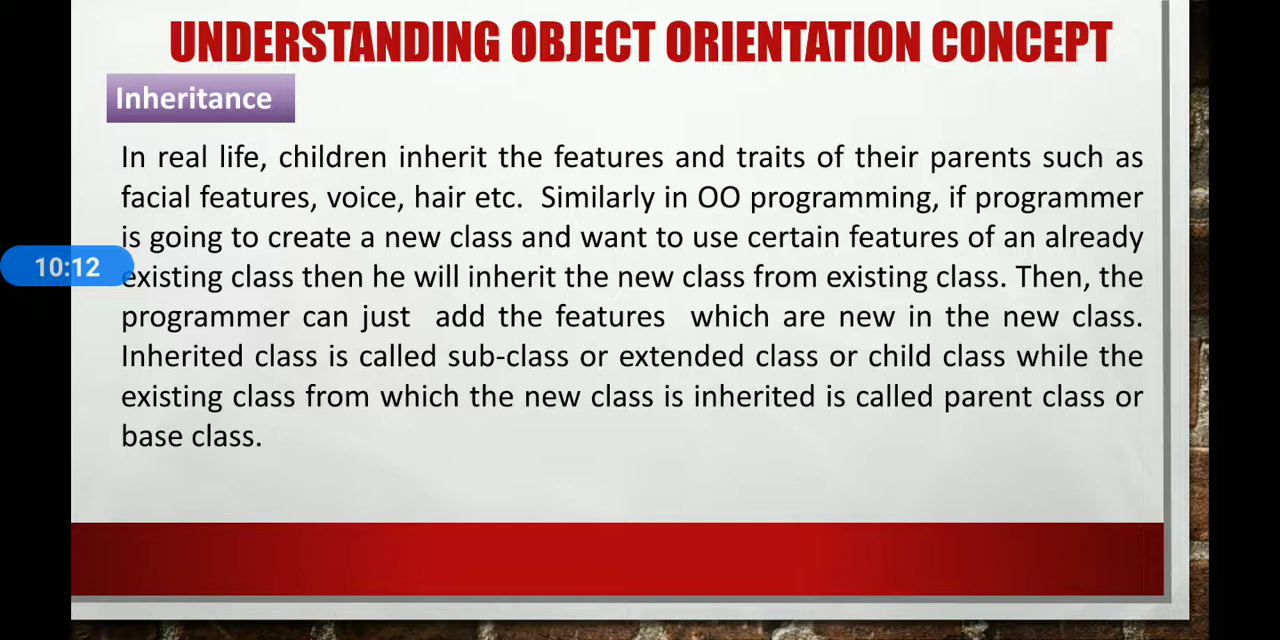 UNDERSTANDING OBJECT ORIENTATION CONCEPT
Inheritance
In real life, children inherit the features and traits of their parents such as
facial features, voice, hair etc. Similarly in OO programming, if programmer
is going to create a new class and want to use certain features of an already
10:12
existing class then he will inherit the new class from existing class. Then, the
programmer can just add the features which are new in the new class.
Inherited class is called sub-class or extended class or child class while the
existing class from which the new class is inherited is called parent class or
base class.